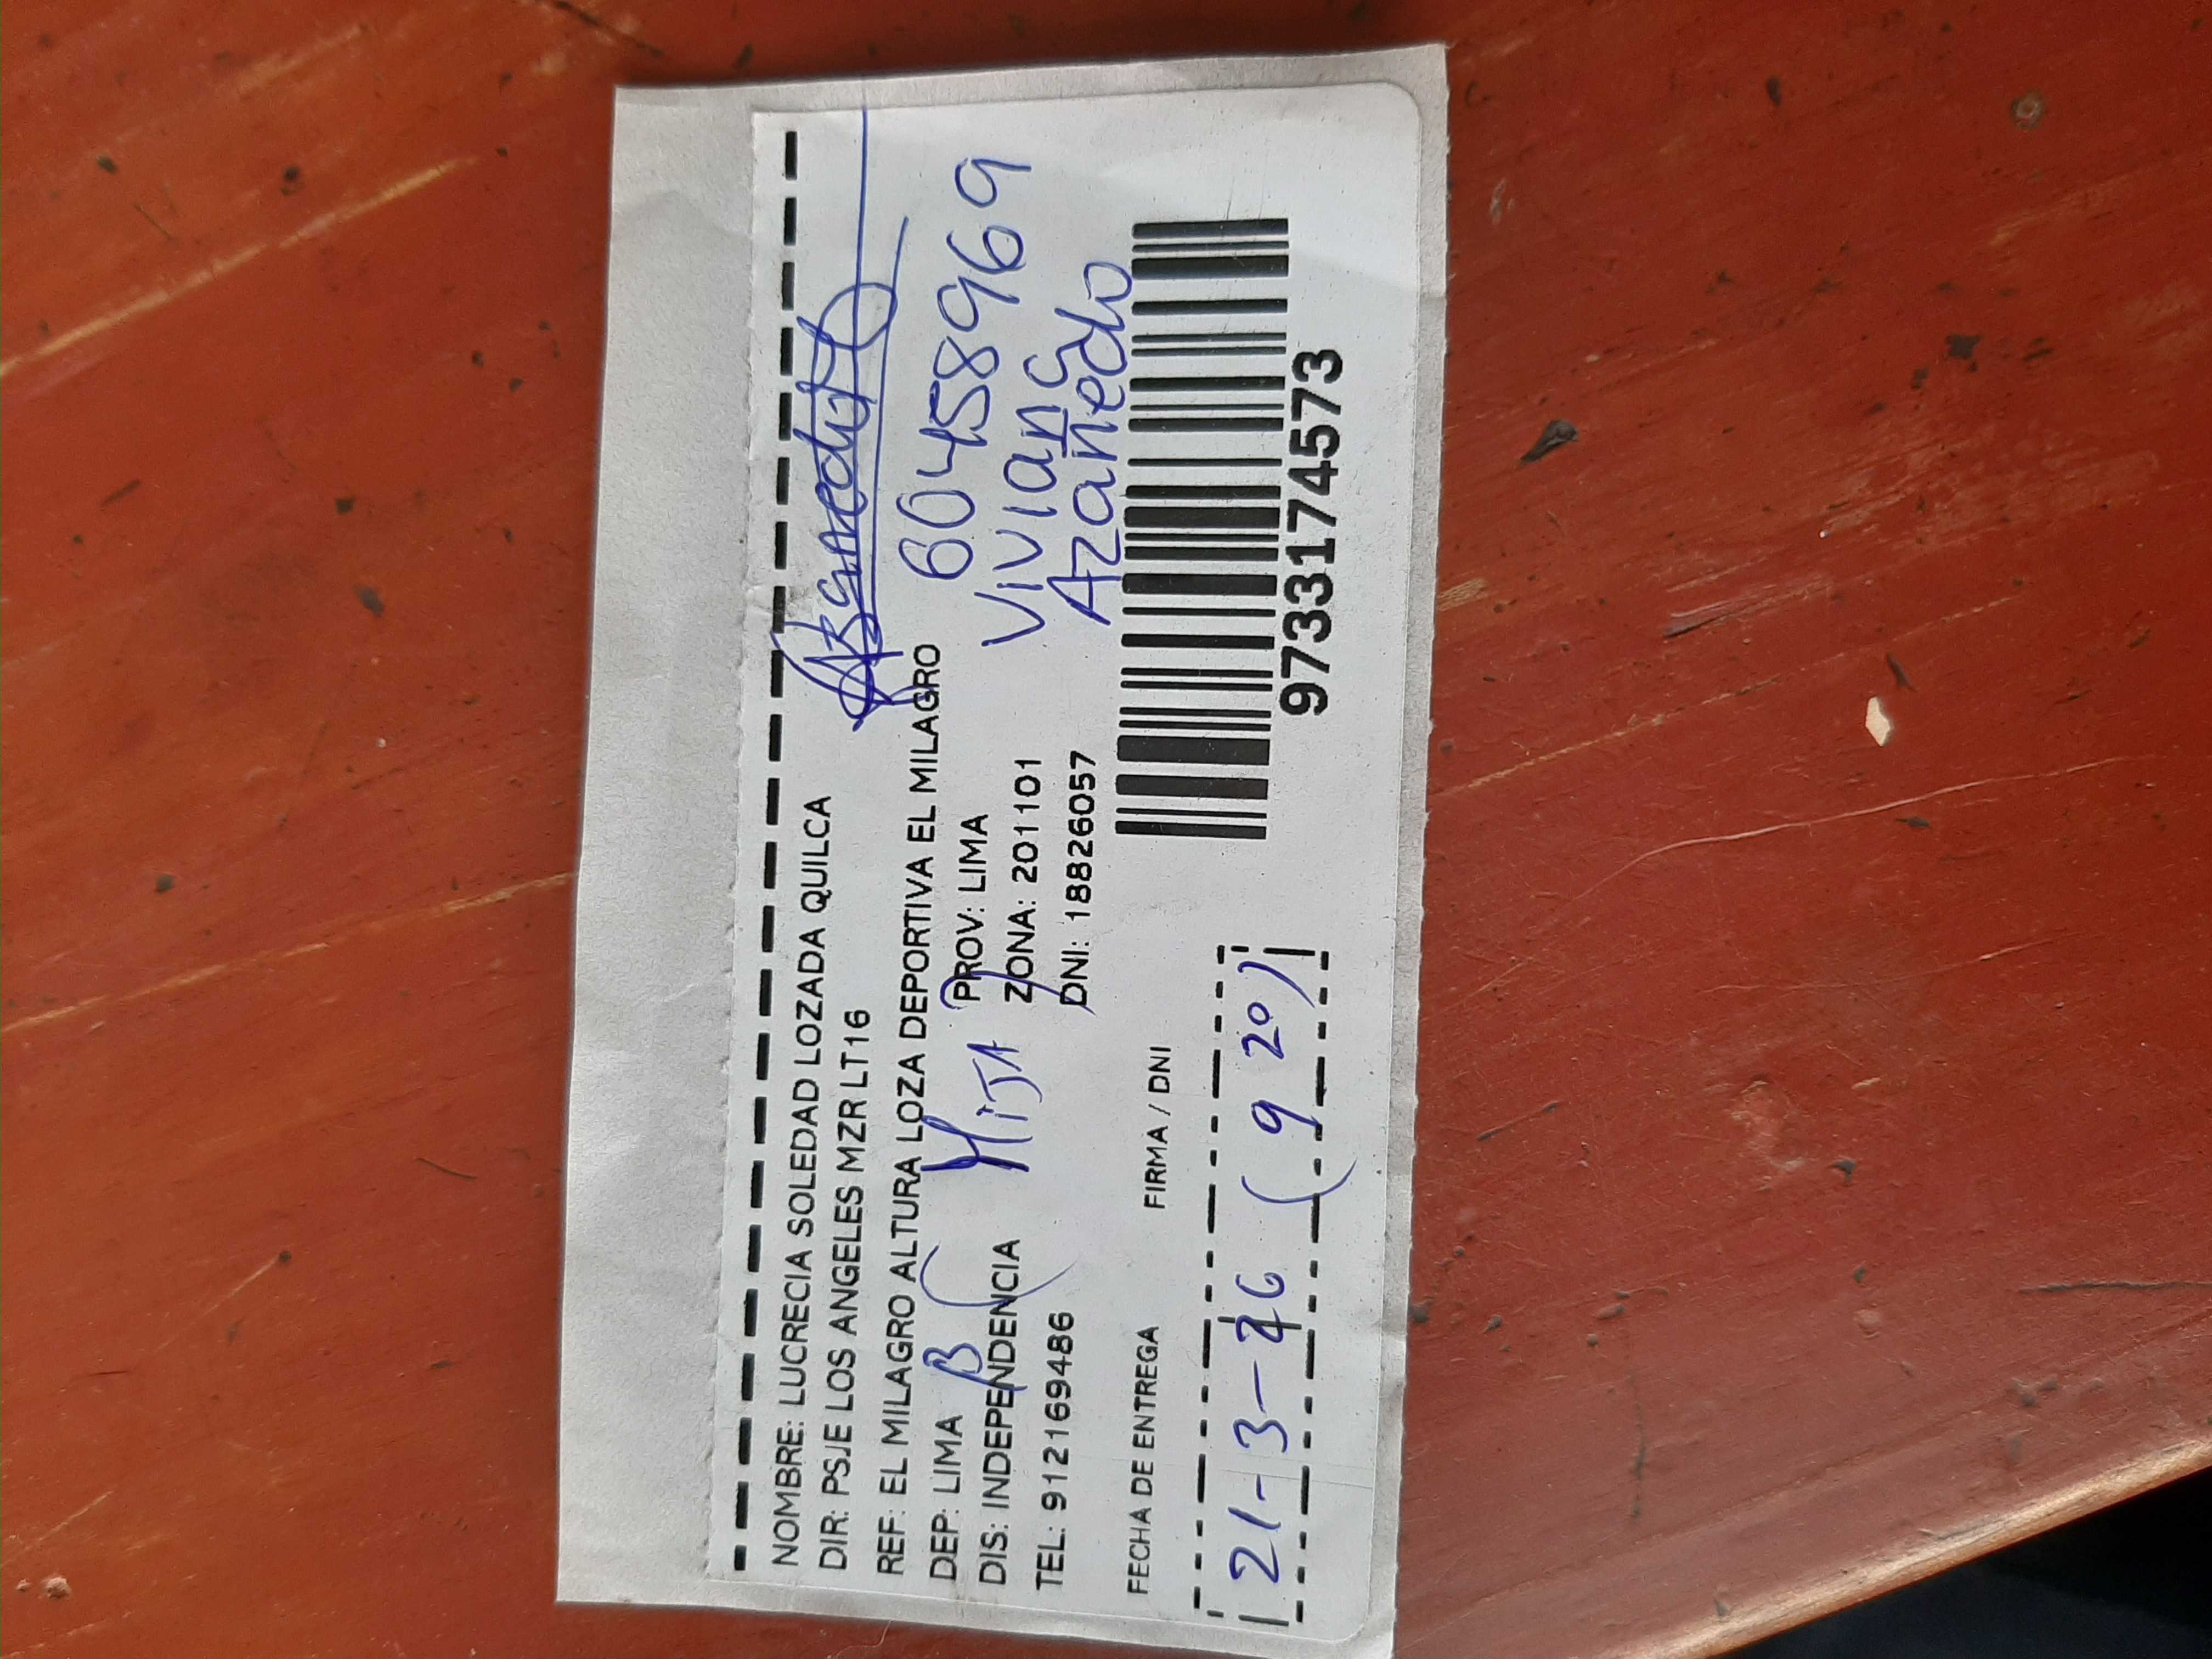 NOMBRE: LUCRECIA SOLEDAD LOZADA QUILCA
DIR: PSJE LOS ANGELES MZR LT16
REF: EL MILAGRO ALTURA LOZA DEPORTIVA EL MILAGRO
DEP: LIMA PROV: LIMA
DIS: INDEPENDENCIA ZONA: 201101
TEL: 912169486 DNI: 18826057
B (HiJA)
60458969
Viviana
Azañedo
FECHA DE ENTREGA FIRMA / DNI
21-3-26 (9 20)
97331745​73